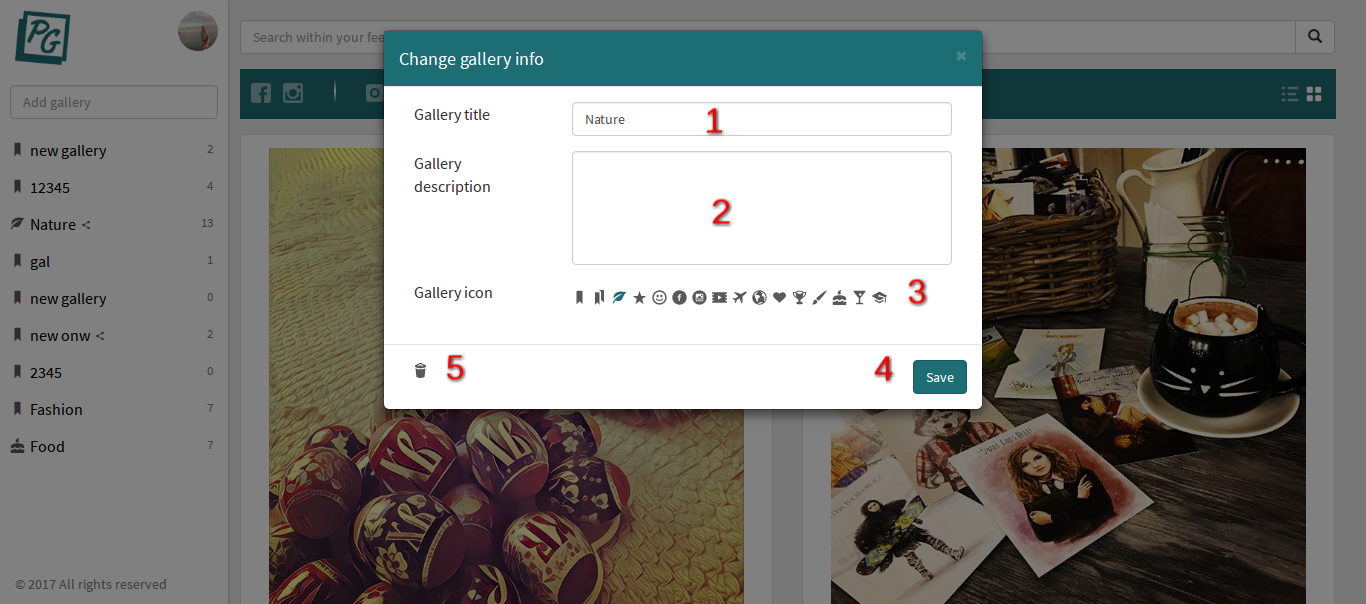 PG
Search within your fee
Add gallery
new gallery 2
12345 4
Nature 13
gal 1
new gallery 0
new onw 2
2345 0
Fashion 7
Food 7
© 2017 All rights reserved
Change gallery info ×
Gallery title
Nature
1
Gallery
description
2
Gallery icon
3
5
4
Save